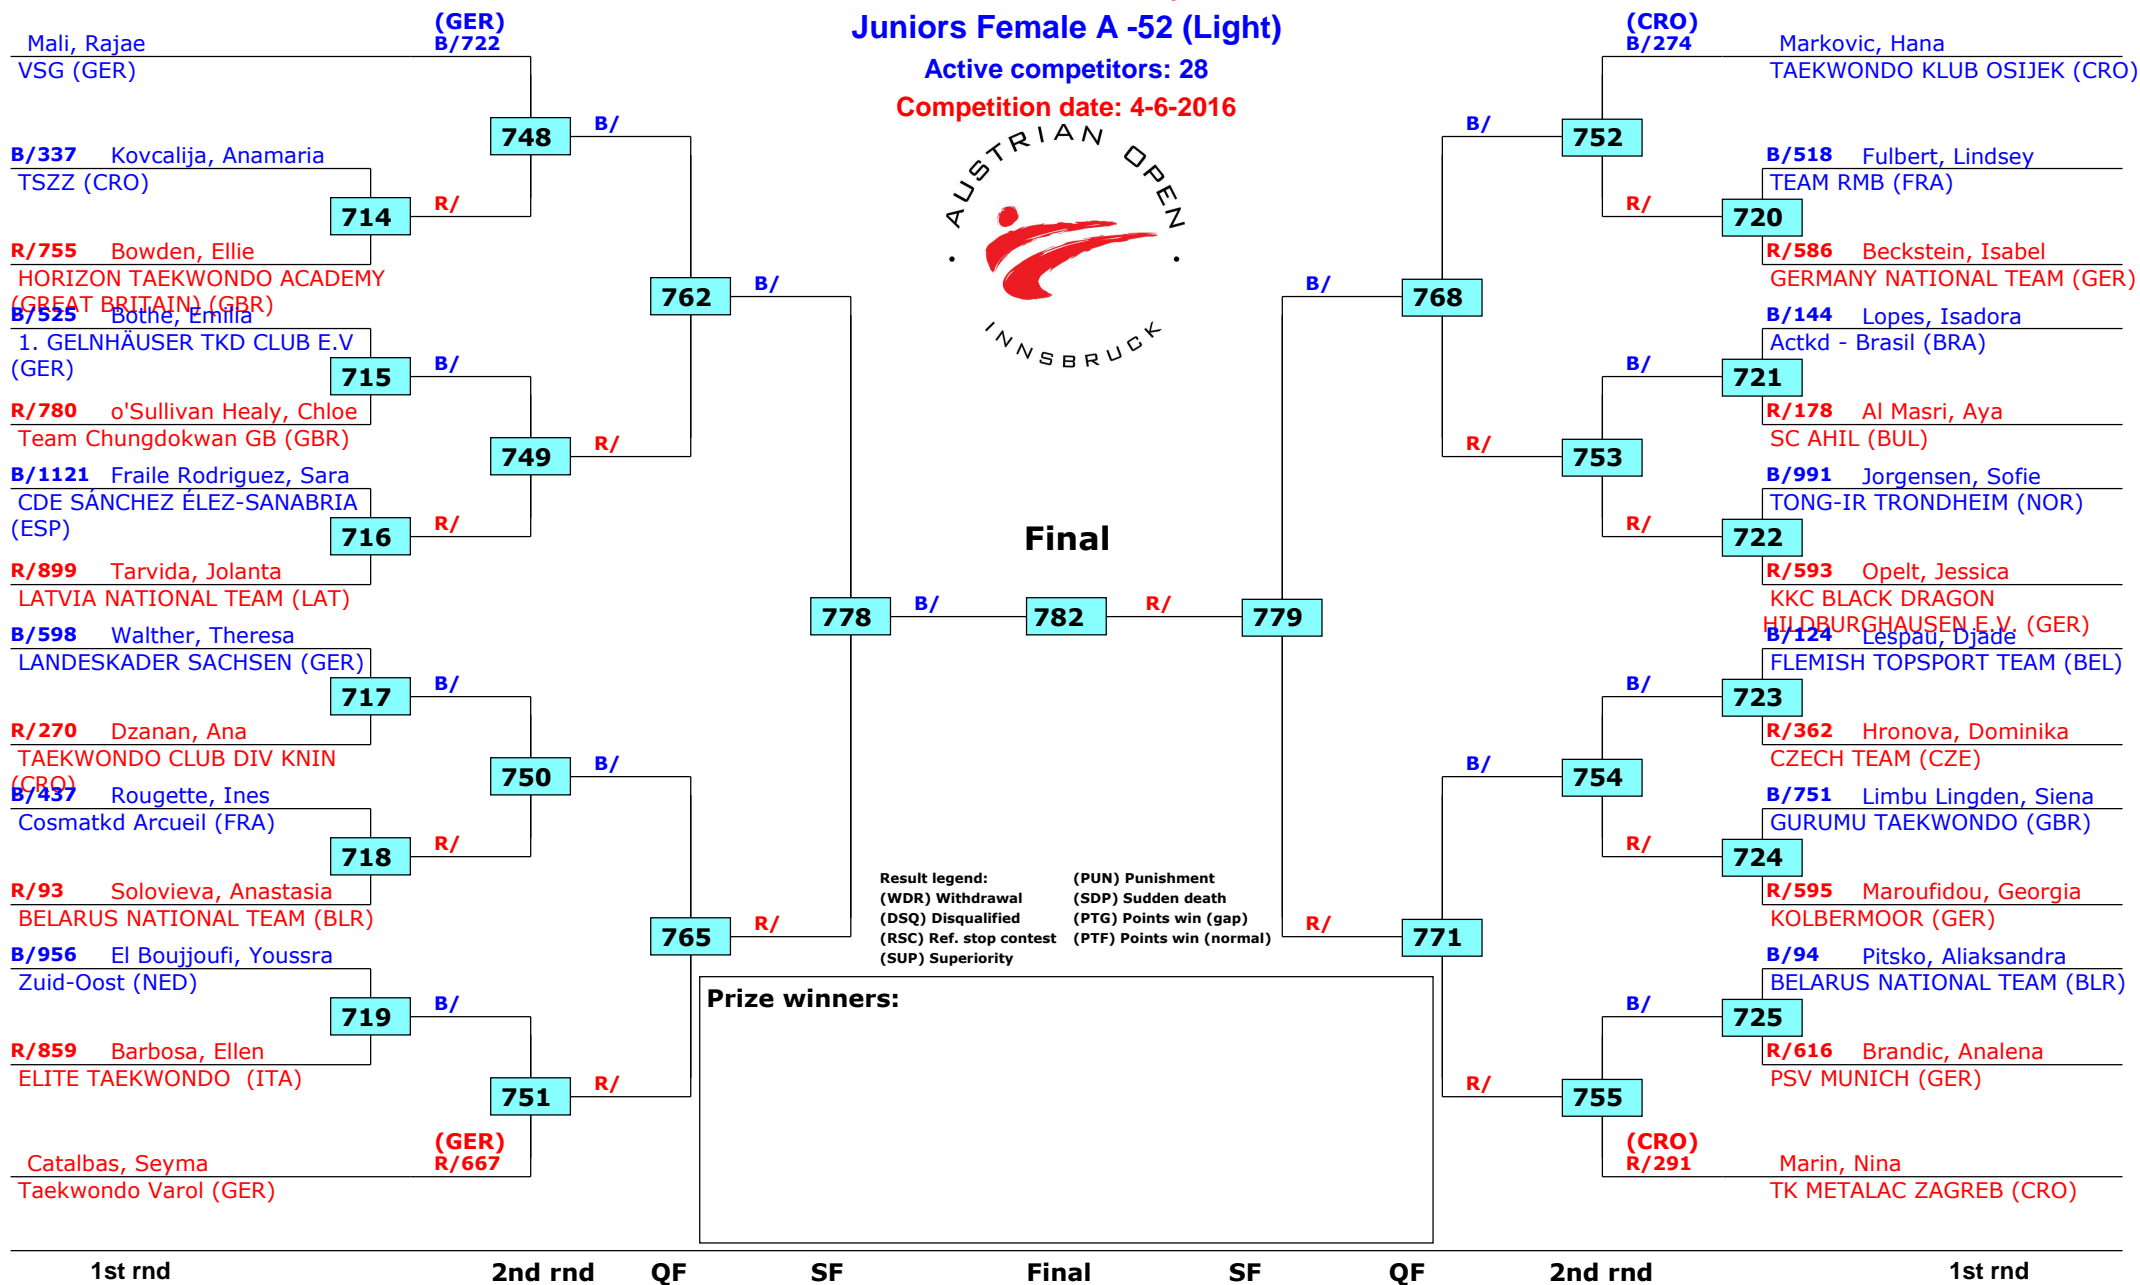 Juniors Female A -52 (Light)
Active competitors: 28
Competition date: 4-6-2016
AUSTRIAN OPEN
INNSBRUCK
Mali, Rajae
VSG (GER)
(GER)
B/722
748
B/
B/337 Kovcalija, Anamaria
TSZZ (CRO)
714
R/
R/755 Bowden, Ellie
HORIZON TAEKWONDO ACADEMY
(GREAT BRITAIN) (GBR)
762
B/
B/525 Bothe, Emilia
1. GELNHÄUSER TKD CLUB E.V
(GER)
715
B/
R/780 o'Sullivan Healy, Chloe
Team Chungdokwan GB (GBR)
749
R/
B/1121 Fraile Rodriguez, Sara
CDE SÁNCHEZ ÉLEZ-SANABRIA
(ESP)
716
R/
R/899 Tarvida, Jolanta
LATVIA NATIONAL TEAM (LAT)
778
B/
B/598 Walther, Theresa
LANDESKADER SACHSEN (GER)
717
B/
R/270 Dzanan, Ana
TAEKWONDO CLUB DIV KNIN
(CRO)
750
B/
B/437 Rougette, Ines
Cosmatkd Arcueil (FRA)
718
R/
R/93 Solovieva, Anastasia
BELARUS NATIONAL TEAM (BLR)
765
R/
B/956 El Boujjoufi, Youssra
Zuid-Oost (NED)
719
B/
R/859 Barbosa, Ellen
ELITE TAEKWONDO (ITA)
751
R/
(GER)
R/667
Catalbas, Seyma
Taekwondo Varol (GER)
Final
782
R/
Result legend:
(WDR) Withdrawal
(DSQ) Disqualified
(RSC) Ref. stop contest
(SUP) Superiority
(PUN) Punishment
(SDP) Sudden death
(PTG) Points win (gap)
(PTF) Points win (normal)
Prize winners:
(CRO)
B/274
Markovic, Hana
TAEKWONDO KLUB OSIJEK (CRO)
B/
752
B/518 Fulbert, Lindsey
TEAM RMB (FRA)
R/
720
R/586 Beckstein, Isabel
GERMANY NATIONAL TEAM (GER)
B/
768
B/144 Lopes, Isadora
Actkd - Brasil (BRA)
B/
721
R/178 Al Masri, Aya
SC AHIL (BUL)
R/
753
B/991 Jorgensen, Sofie
TONG-IR TRONDHEIM (NOR)
R/
722
R/593 Opelt, Jessica
KKC BLACK DRAGON
HILDBURGHAUSEN E.V. (GER)
779
B/124 Lespau, Djade
FLEMISH TOPSPORT TEAM (BEL)
B/
723
R/362 Hronova, Dominika
CZECH TEAM (CZE)
B/
754
B/751 Limbu Lingden, Siena
GURUMU TAEKWONDO (GBR)
R/
724
R/595 Maroufidou, Georgia
KOLBERMOOR (GER)
R/
771
B/94 Pitsko, Aliaksandra
BELARUS NATIONAL TEAM (BLR)
B/
725
R/616 Brandic, Analena
PSV MUNICH (GER)
R/
755
(CRO)
R/291
Marin, Nina
TK METALAC ZAGREB (CRO)
1st rnd 2nd rnd QF SF Final SF QF 2nd rnd 1st rnd